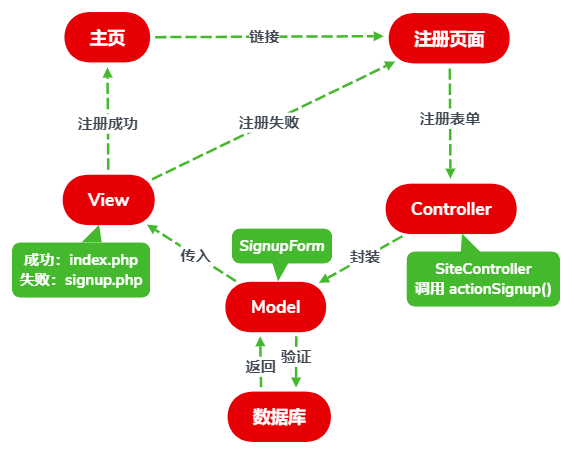 主页
链接
注册页面
注册成功
注册失败
注册表单
View
Controller
成功：index.php
失败：signup.php
传入
SignupForm
封装
SiteController
调用 actionSignup()
Model
返回
验证
数据库